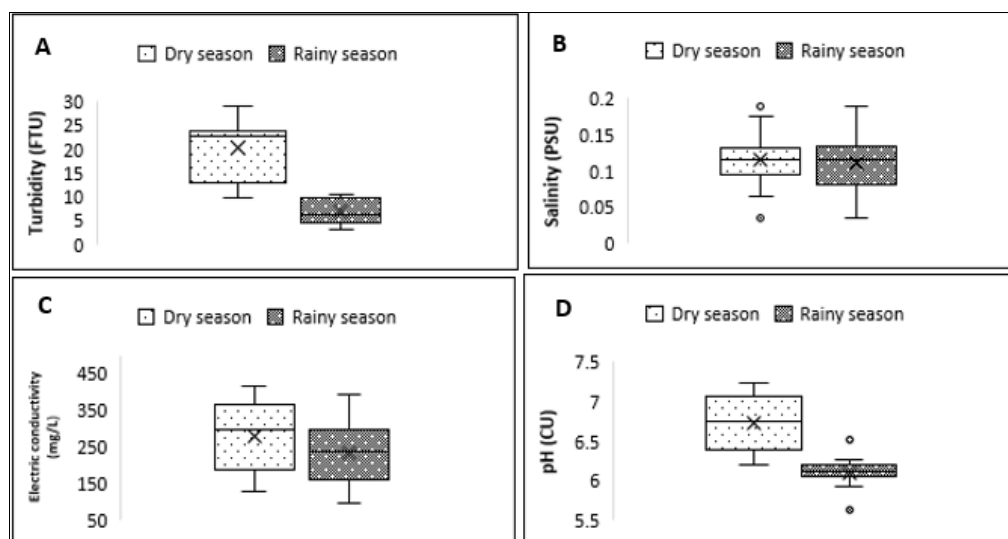 A
Dry season Rainy season
Turbidity (FTU)
30
25
20
15
10
5
0
B
Dry season Rainy season
Salinity (PSU)
0.2
0.15
0.1
0.05
0
C
Dry season Rainy season
Electric conductivity
(mg/L)
450
350
250
150
50
D
Dry season Rainy season
pH (CU)
7.5
7
6.5
6
5.5